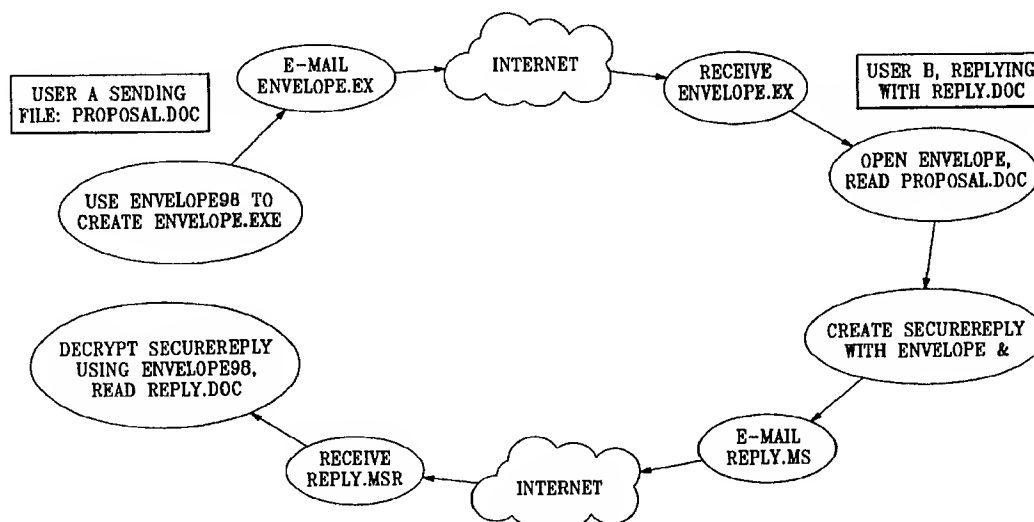 USER A SENDING
FILE: PROPOSAL.DOC
USE ENVELOPE98 TO
CREATE ENVELOPE.EXE
E-MAIL
ENVELOPE.EX
INTERNET
RECEIVE
ENVELOPE.EX
USER B, REPLYING
WITH REPLY.DOC
OPEN ENVELOPE,
READ PROPOSAL.DOC
CREATE SECUREREPLY
WITH ENVELOPE &
E-MAIL
REPLY.MS
INTERNET
RECEIVE
REPLY.MSR
DECRYPT SECUREREPLY
USING ENVELOPE98,
READ REPLY.DOC